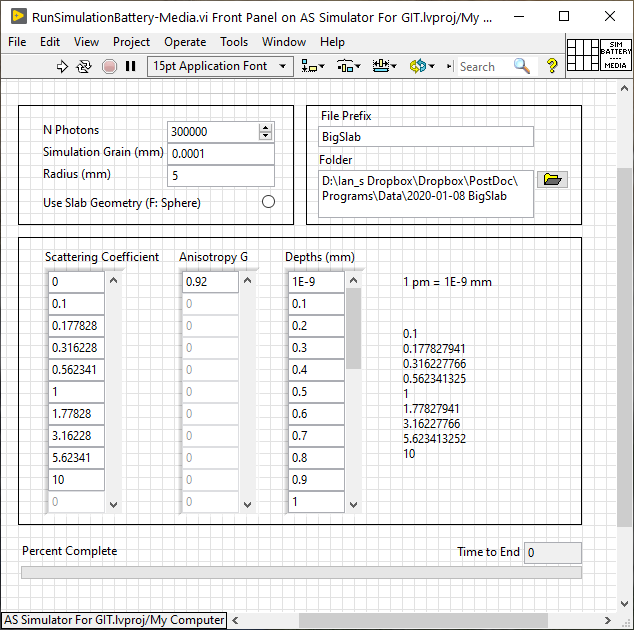 RunSimulationBattery-Media.vi Front Panel on AS Simulator For GIT.lvproj/My ...
File Edit View Project Operate Tools Window Help
15pt Application Font
Search
?
SIM
BATTERY
----
MEDIA
N Photons
300000
Simulation Grain (mm)
0.0001
Radius (mm)
5
Use Slab Geometry (F: Sphere)
File Prefix
BigSlab
Folder
D:\Ian_s Dropbox\Dropbox\PostDoc\
Programs\Data\2020-01-08 BigSlab
Scattering Coefficient
0
0.1
0.177828
0.316228
0.562341
1
1.77828
3.16228
5.62341
10
0
Anisotropy G
0.92
0
0
0
0
0
0
0
0
0
0
Depths (mm)
1E-9
0.1
0.2
0.3
0.4
0.5
0.6
0.7
0.8
0.9
1
1 pm = 1E-9 mm
0.1
0.177827941
0.316227766
0.562341325
1
1.77827941
3.16227766
5.623413252
10
Percent Complete
Time to End
0
AS Simulator For GIT.lvproj/My Computer